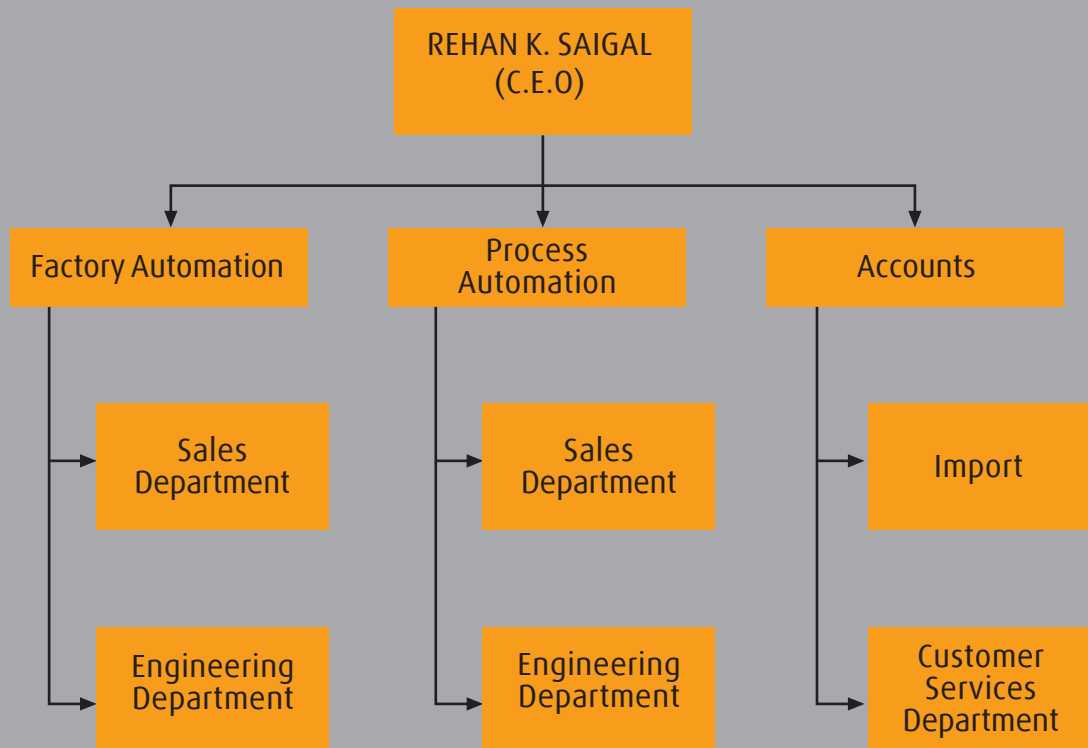 REHAN K. SAIGAL
(C.E.O)
Factory Automation
Process
Automation
Accounts
Sales
Department
Sales
Department
Import
Engineering
Department
Engineering
Department
Customer
Services
Department